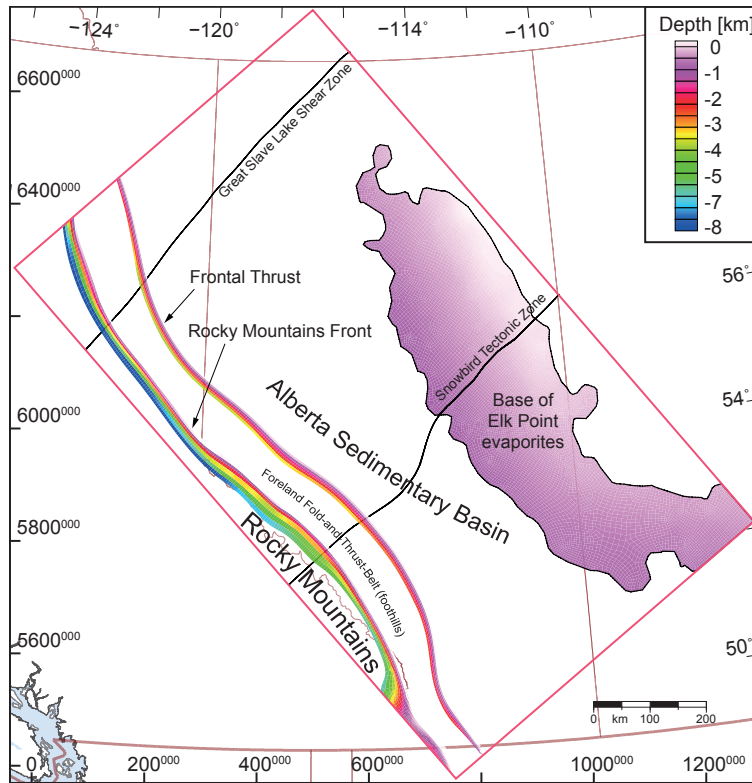 -124° -120° -114° -110°
Depth [km]
0
-1
-2
-3
-4
-5
-7
-8
6600⁰⁰⁰
6400⁰⁰⁰
6000⁰⁰⁰
5800⁰⁰⁰
5600⁰⁰⁰
56°
54°
50°
Great Slave Lake Shear Zone
Frontal Thrust
Rocky Mountains Front
Snowbird Tectonic Zone
Base of
Elk Point
evaporites
Alberta Sedimentary Basin
Foreland Fold-and Thrust-Belt (foothills)
Rocky Mountains
0 km 100 200
0 200⁰⁰⁰ 400⁰⁰⁰ 600⁰⁰⁰ 1000⁰⁰⁰ 1200⁰⁰⁰